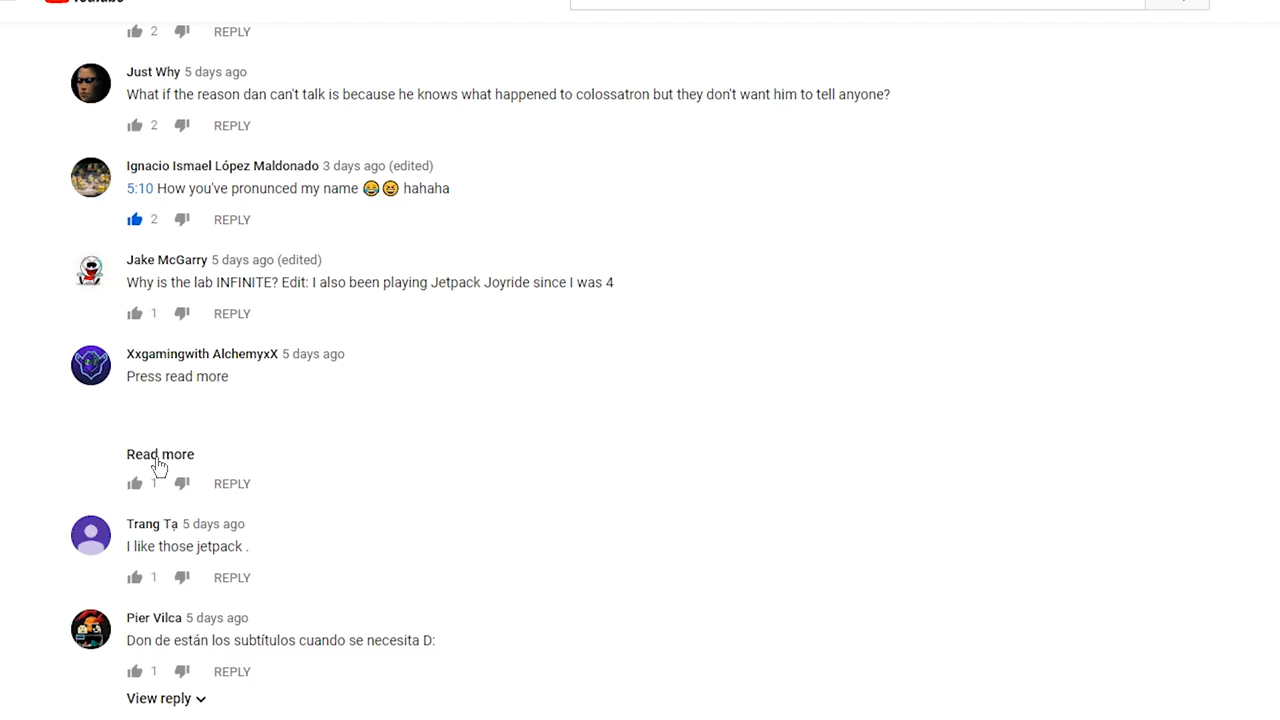 YouTube
2 REPLY
Just Why 5 days ago
What if the reason dan can't talk is because he knows what happened to colossatron but they don't want him to tell anyone?
2 REPLY
Ignacio Ismael López Maldonado 3 days ago (edited)
5:10 How you've pronunced my name 😂😆 hahaha
2 REPLY
Jake McGarry 5 days ago (edited)
Why is the lab INFINITE? Edit: I also been playing Jetpack Joyride since I was 4
1 REPLY
Xxgamingwith AlchemyxX 5 days ago
Press read more
Read more
1 REPLY
Trang Tạ 5 days ago
I like those jetpack .
1 REPLY
Pier Vilca 5 days ago
Don de están los subtítulos cuando se necesita D:
1 REPLY
View reply